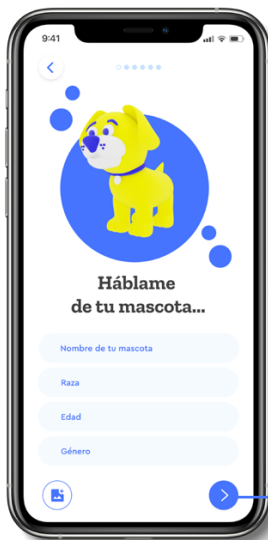 9:41
Háblame
de tu mascota...
Nombre de tu mascota
Raza
Edad
Género